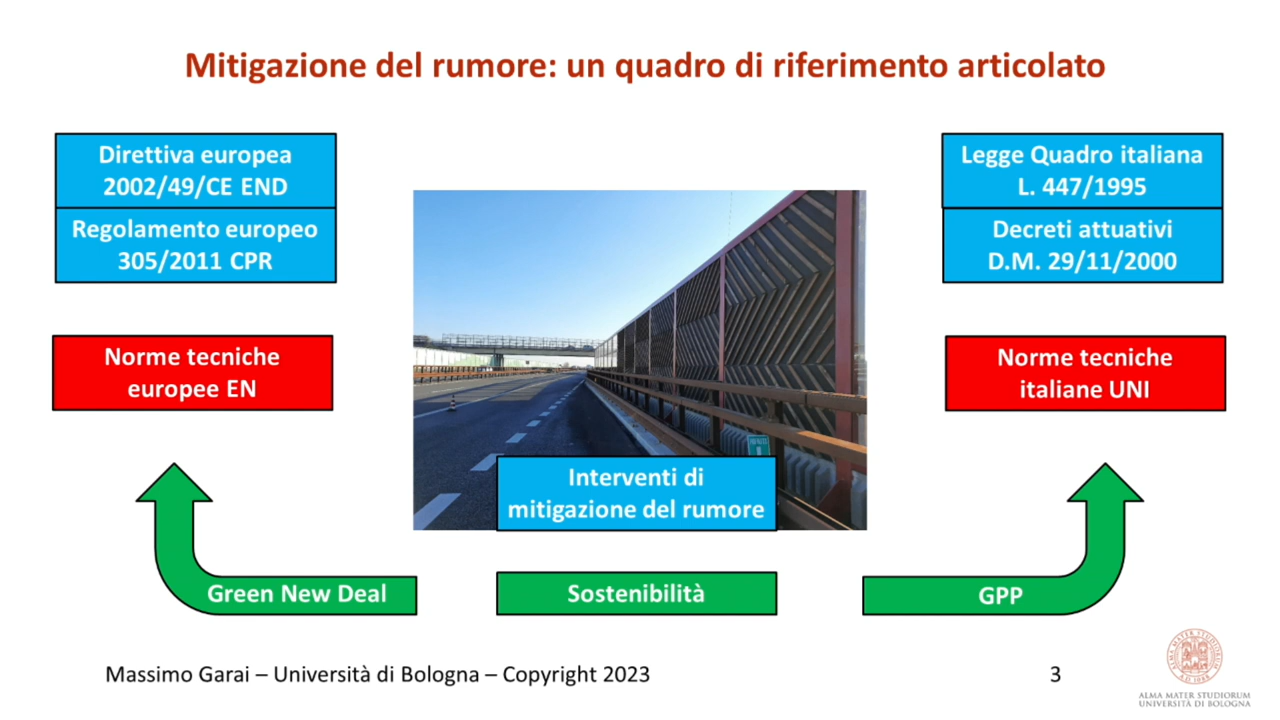 Mitigazione del rumore: un quadro di riferimento articolato
Direttiva europea
2002/49/CE END
Regolamento europeo
305/2011 CPR
Legge Quadro italiana
L. 447/1995
Decreti attuativi
D.M. 29/11/2000
Norme tecniche
europee EN
Norme tecniche
italiane UNI
Interventi di
mitigazione del rumore
Green New Deal
Sostenibilità
GPP
Massimo Garai – Università di Bologna – Copyright 2023
3
ALMA MATER STUDIORUM
UNIVERSITÀ DI BOLOGNA